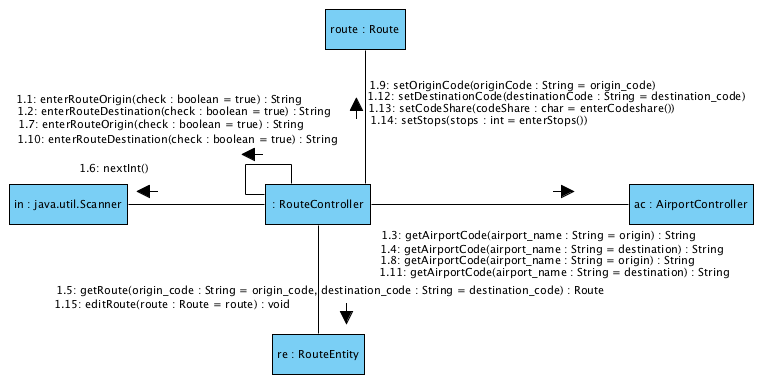 route : Route
1.9: setOriginCode(originCode : String = origin_code)
1.12: setDestinationCode(destinationCode : String = destination_code)
1.13: setCodeShare(codeShare : char = enterCodeshare())
1.14: setStops(stops : int = enterStops())
1.1: enterRouteOrigin(check : boolean = true) : String
1.2: enterRouteDestination(check : boolean = true) : String
1.7: enterRouteOrigin(check : boolean = true) : String
1.10: enterRouteDestination(check : boolean = true) : String
1.6: nextInt()
in : java.util.Scanner
: RouteController
ac : AirportController
1.3: getAirportCode(airport_name : String = origin) : String
1.4: getAirportCode(airport_name : String = destination) : String
1.8: getAirportCode(airport_name : String = origin) : String
1.11: getAirportCode(airport_name : String = destination) : String
1.5: getRoute(origin_code : String = origin_code, destination_code : String = destination_code) : Route
1.15: editRoute(route : Route = route) : void
re : RouteEntity